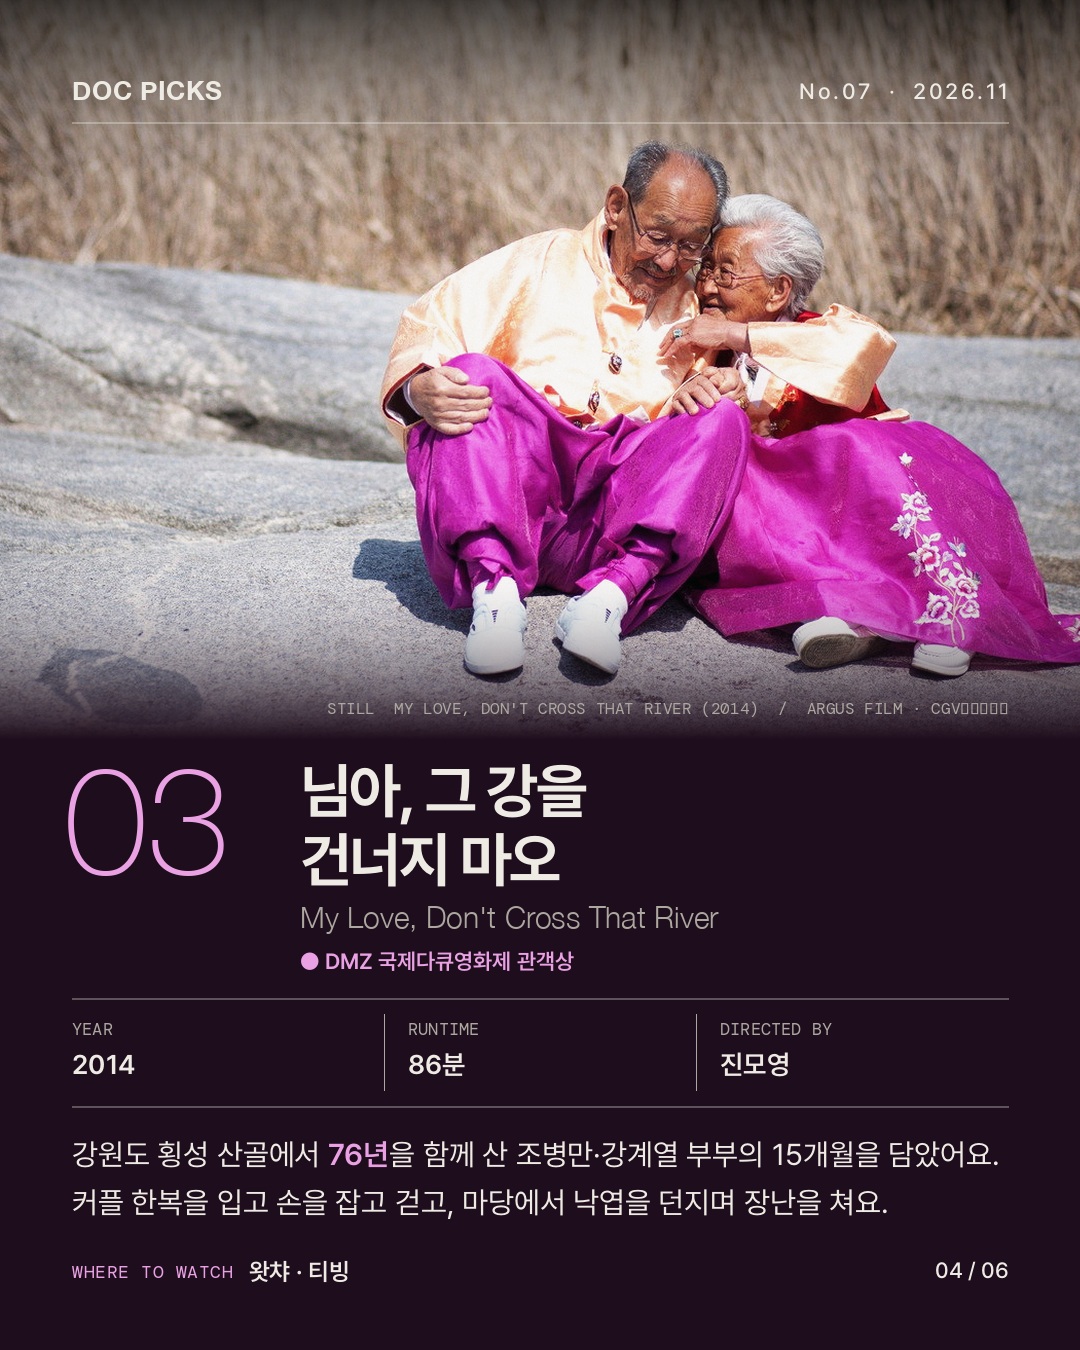 DOC PICKS
No.07 · 2026.11
STILL MY LOVE, DON'T CROSS THAT RIVER (2014) / ARGUS FILM · CGV▯▯▯▯▯
03
님아, 그 강을
건너지 마오
My Love, Don't Cross That River
● DMZ 국제다큐영화제 관객상
YEAR
2014
RUNTIME
86분
DIRECTED BY
진모영
강원도 횡성 산골에서 76년을 함께 산 조병만·강계열 부부의 15개월을 담았어요.
커플 한복을 입고 손을 잡고 걷고, 마당에서 낙엽을 던지며 장난을 쳐요.
WHERE TO WATCH 왓챠 · 티빙
04 / 06